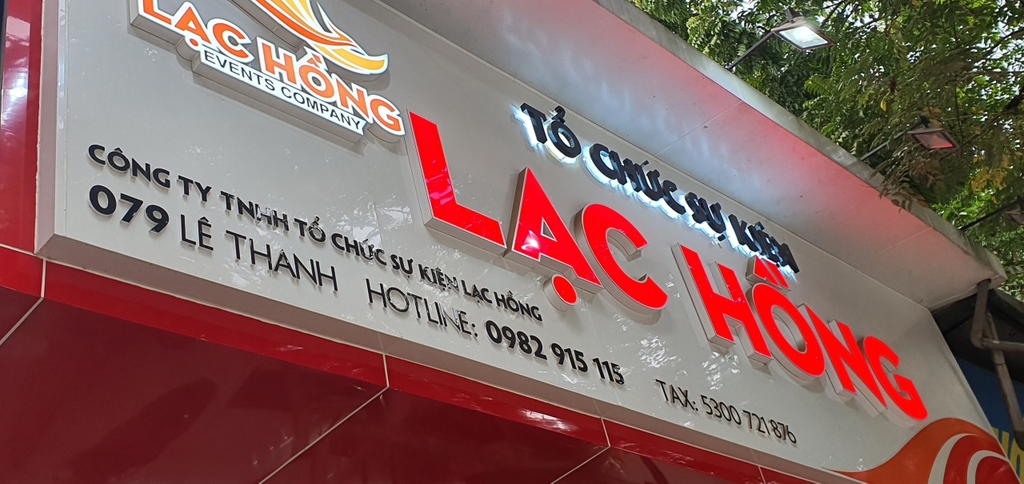 LẠC HỒNG
EVENTS COMPANY
TỔ CHỨC SỰ KIỆN
LẠC HỒNG
CÔNG TY TNHH TỔ CHỨC SỰ KIỆN LẠC HỒNG
079 LÊ THANH HOTLINE: 0982 915 115
TAX: 5300 721 876